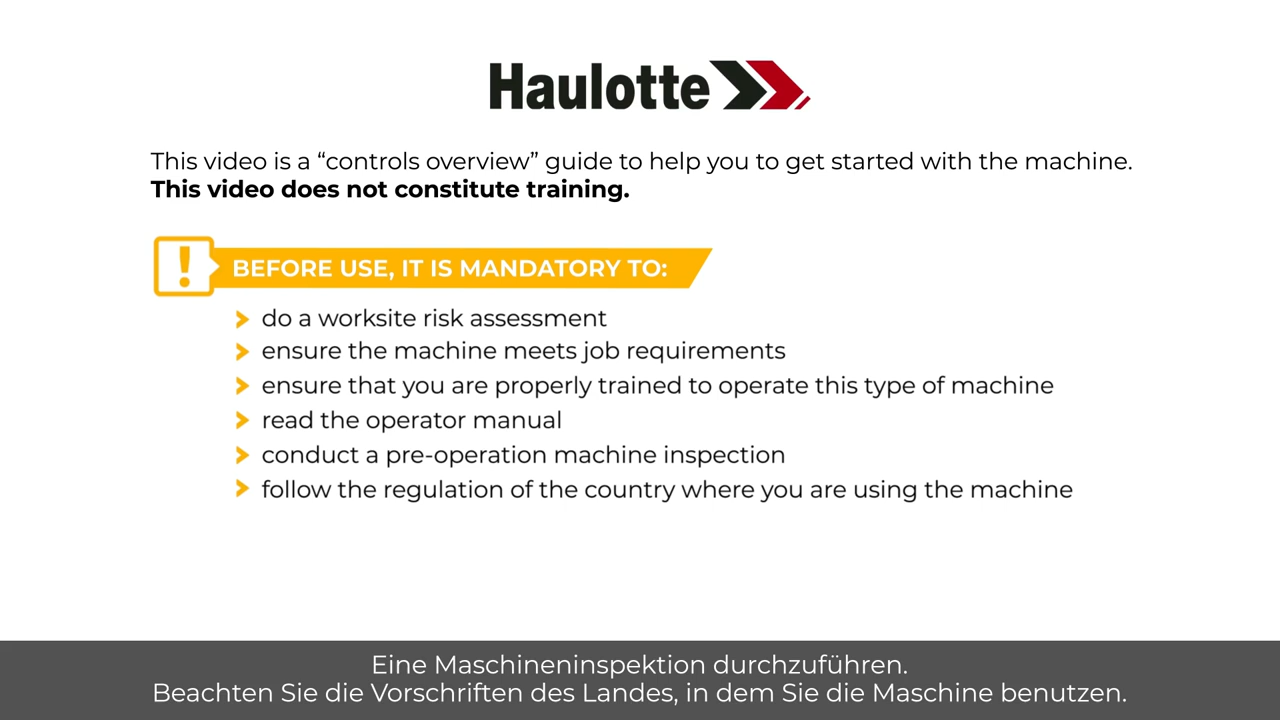 Haulotte
This video is a “controls overview” guide to help you to get started with the machine.
This video does not constitute training.
!
BEFORE USE, IT IS MANDATORY TO:
do a worksite risk assessment
ensure the machine meets job requirements
ensure that you are properly trained to operate this type of machine
read the operator manual
conduct a pre-operation machine inspection
follow the regulation of the country where you are using the machine
Eine Maschineninspektion durchzuführen.
Beachten Sie die Vorschriften des Landes, in dem Sie die Maschine benutzen.